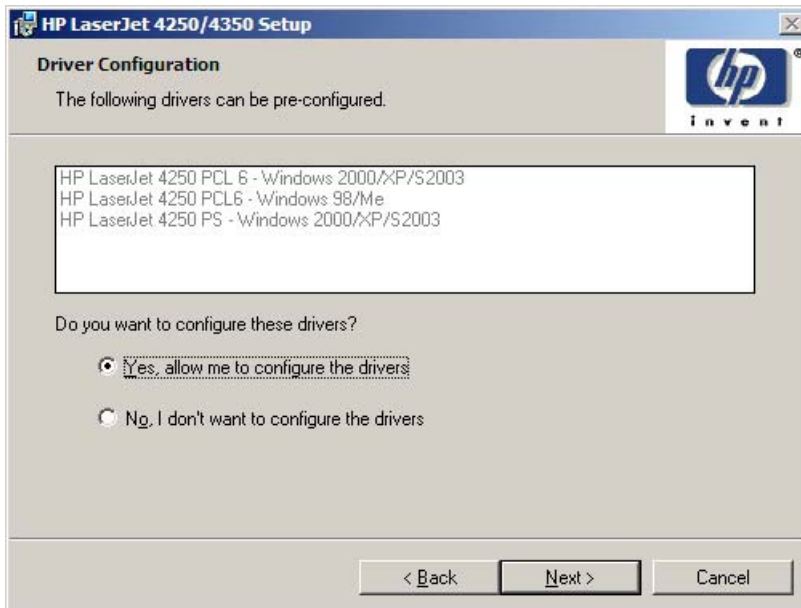 HP LaserJet 4250/4350 Setup
Driver Configuration
The following drivers can be pre-configured.
hp
®
invent
HP LaserJet 4250 PCL 6 - Windows 2000/XP/S2003
HP LaserJet 4250 PCL6 - Windows 98/Me
HP LaserJet 4250 PS - Windows 2000/XP/S2003
Do you want to configure these drivers?
Yes, allow me to configure the drivers
No, I don't want to configure the drivers
< Back
Next >
Cancel